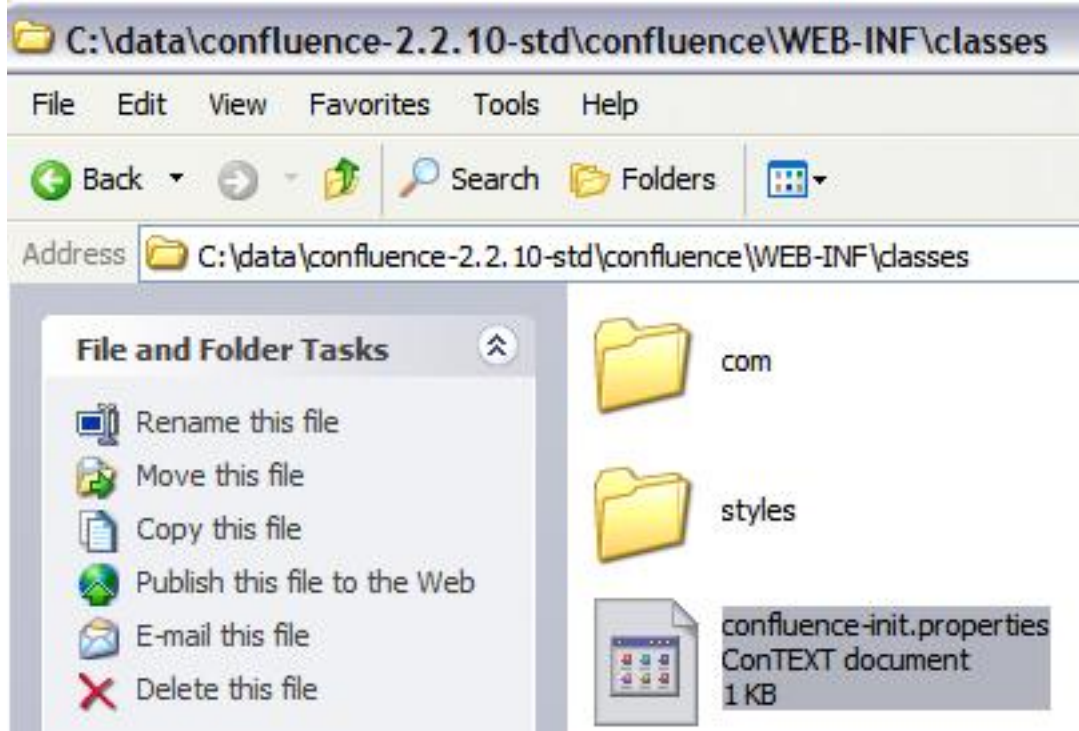 C:\data\confluence-2.2.10-std\confluence\WEB-INF\classes
File Edit View Favorites Tools Help
Back Search Folders
Address C:\data\confluence-2.2.10-std\confluence\WEB-INF\classes
File and Folder Tasks
Rename this file
Move this file
Copy this file
Publish this file to the Web
E-mail this file
Delete this file
com
styles
confluence-init.properties
ConTEXT document
1 KB